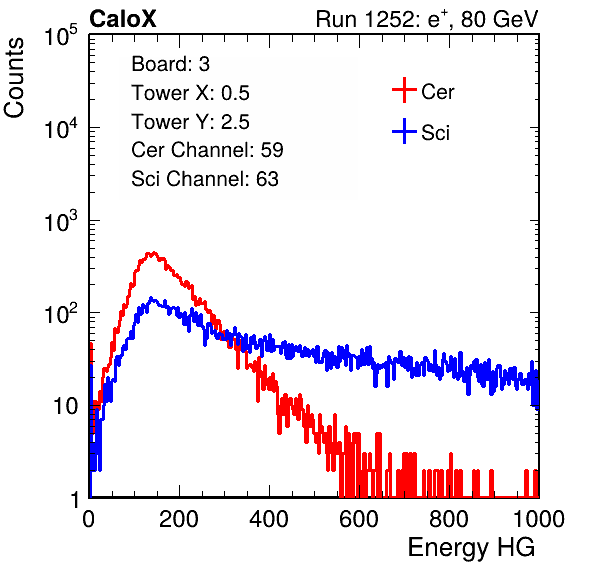 CaloX
Run 1252: e⁺, 80 GeV
Counts
10⁵
10⁴
10³
10²
10
1
Board: 3
Tower X: 0.5
Tower Y: 2.5
Cer Channel: 59
Sci Channel: 63
Cer
Sci
0 200 400 600 800 1000
Energy HG